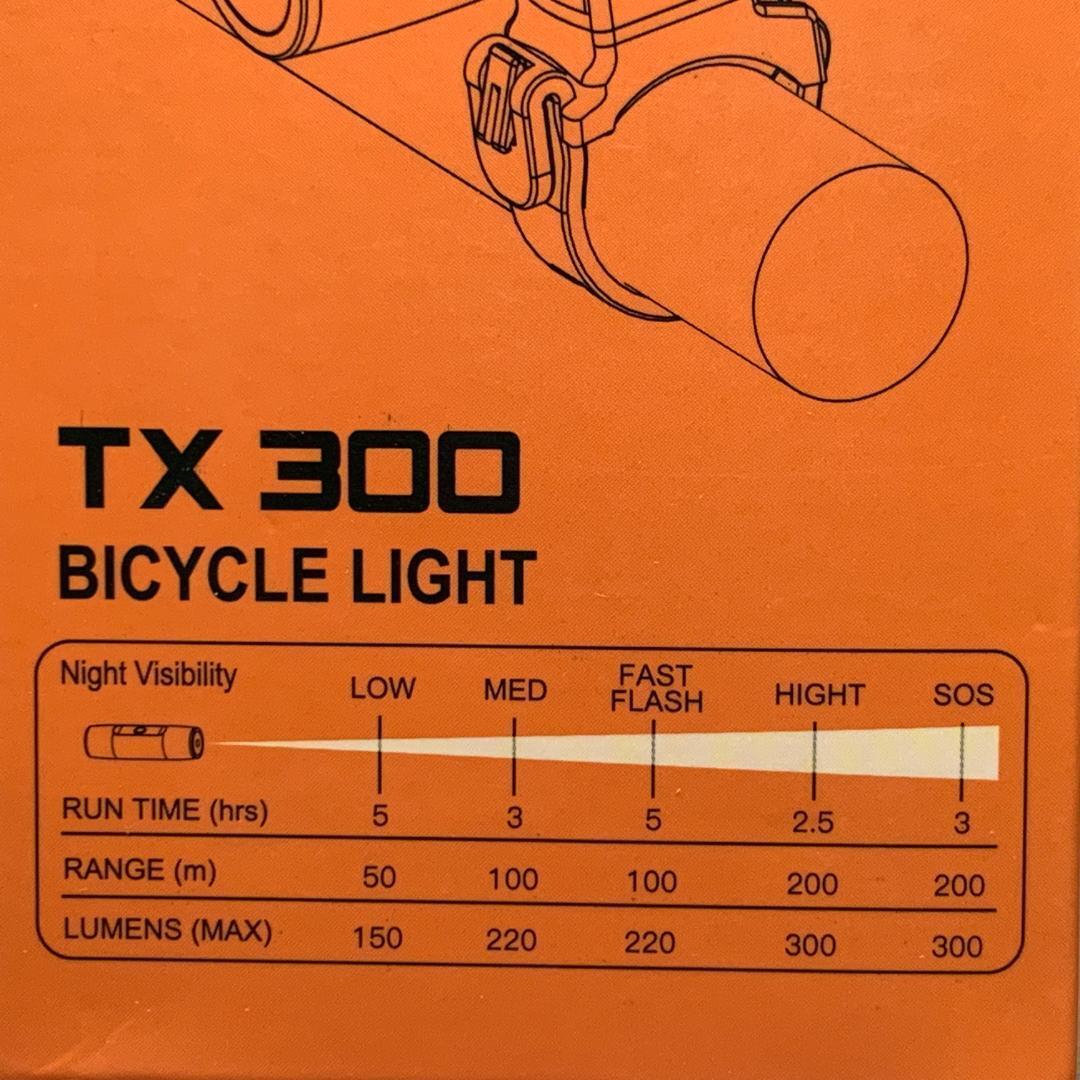 TX 300
BICYCLE LIGHT
Night Visibility LOW MED FAST FLASH HIGHT SOS
RUN TIME (hrs) 5 3 5 2.5 3
RANGE (m) 50 100 100 200 200
LUMENS (MAX) 150 220 220 300 300